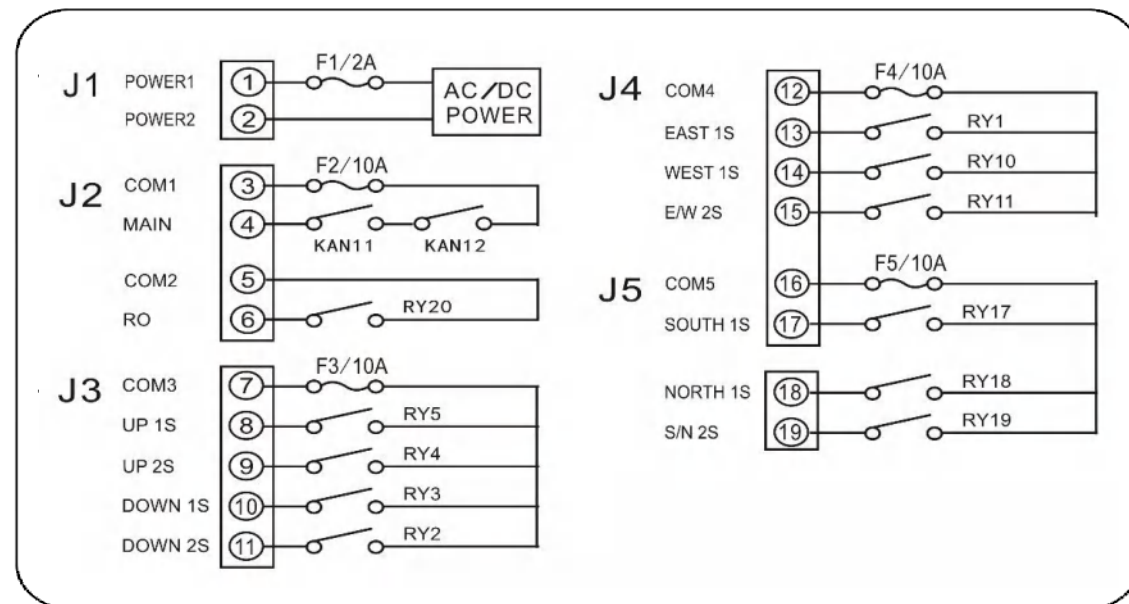 J1
POWER1 1 F1/2A
POWER2 2
AC/DC
POWER
J2
COM1 3 F2/10A
MAIN 4 KAN11 KAN12
COM2 5
RO 6 RY20
J3
COM3 7 F3/10A
UP 1S 8 RY5
UP 2S 9 RY4
DOWN 1S 10 RY3
DOWN 2S 11 RY2
J4
COM4 12 F4/10A
EAST 1S 13 RY1
WEST 1S 14 RY10
E/W 2S 15 RY11
J5
COM5 16 F5/10A
SOUTH 1S 17 RY17
NORTH 1S 18 RY18
S/N 2S 19 RY19